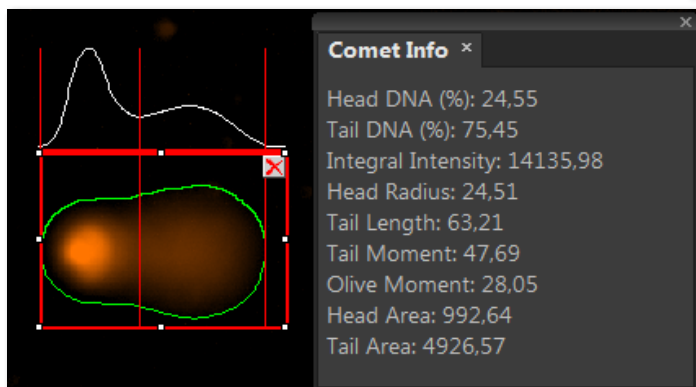 Comet Info
Head DNA (%): 24,55
Tail DNA (%): 75,45
Integral Intensity: 14135,98
Head Radius: 24,51
Tail Length: 63,21
Tail Moment: 47,69
Olive Moment: 28,05
Head Area: 992,64
Tail Area: 4926,57